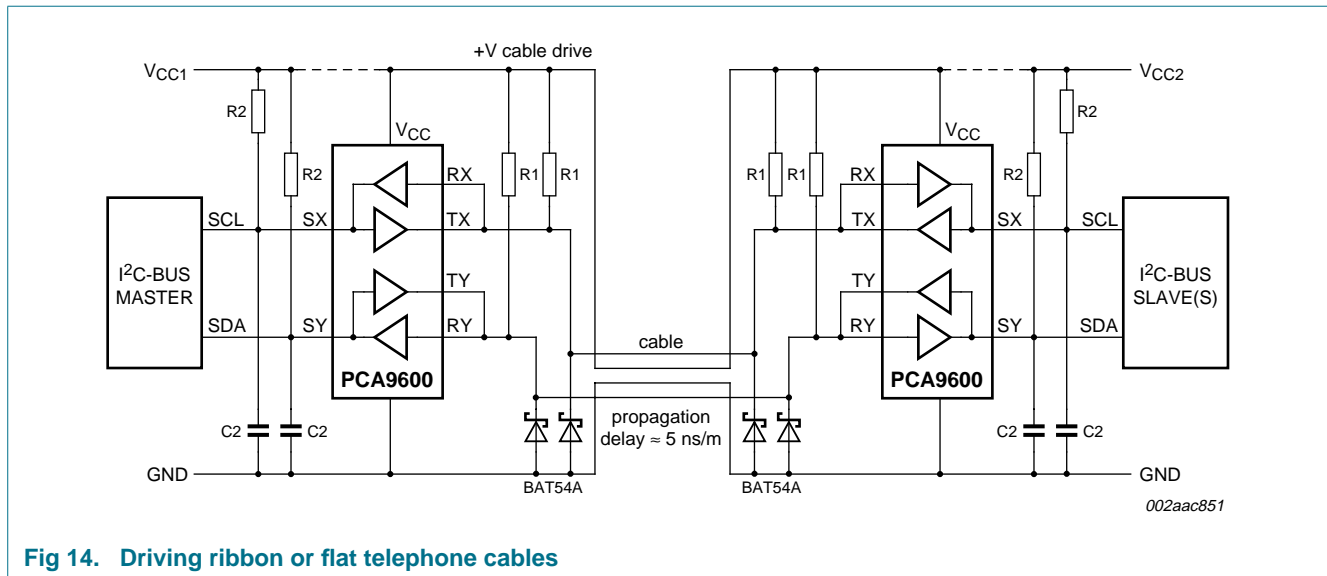 +V cable drive
VCC1
VCC2
R2
R2
VCC
VCC
R2
R2
R1
R1
R1
R1
RX
TX
TY
RY
RX
TX
TY
RY
SCL
SX
SX
SCL
I2C-BUS
MASTER
I2C-BUS
SLAVE(S)
SDA
SY
SY
SDA
cable
PCA9600
PCA9600
propagation
delay ≈ 5 ns/m
C2
C2
C2
C2
GND
GND
BAT54A
BAT54A
002aac851
Fig 14. Driving ribbon or flat telephone cables